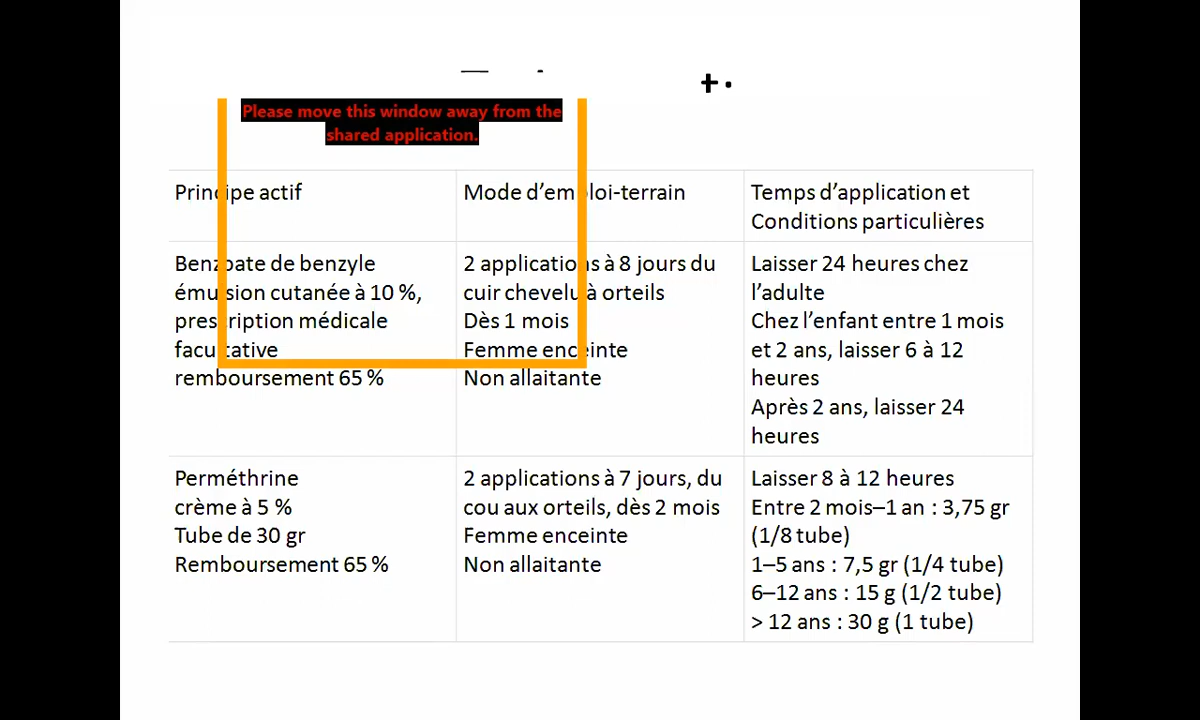 Please move this window away from the
shared application.
Principe actif
Mode d’emploi-terrain
Temps d’application et
Conditions particulières
Benzoate de benzyle
émulsion cutanée à 10 %,
prescription médicale
facultative
remboursement 65 %
2 applications à 8 jours du
cuir chevelu à orteils
Dès 1 mois
Femme enceinte
Non allaitante
Laisser 24 heures chez
l’adulte
Chez l’enfant entre 1 mois
et 2 ans, laisser 6 à 12
heures
Après 2 ans, laisser 24
heures
Perméthrine
crème à 5 %
Tube de 30 gr
Remboursement 65 %
2 applications à 7 jours, du
cou aux orteils, dès 2 mois
Femme enceinte
Non allaitante
Laisser 8 à 12 heures
Entre 2 mois–1 an : 3,75 gr
(1/8 tube)
1–5 ans : 7,5 gr (1/4 tube)
6–12 ans : 15 g (1/2 tube)
> 12 ans : 30 g (1 tube)